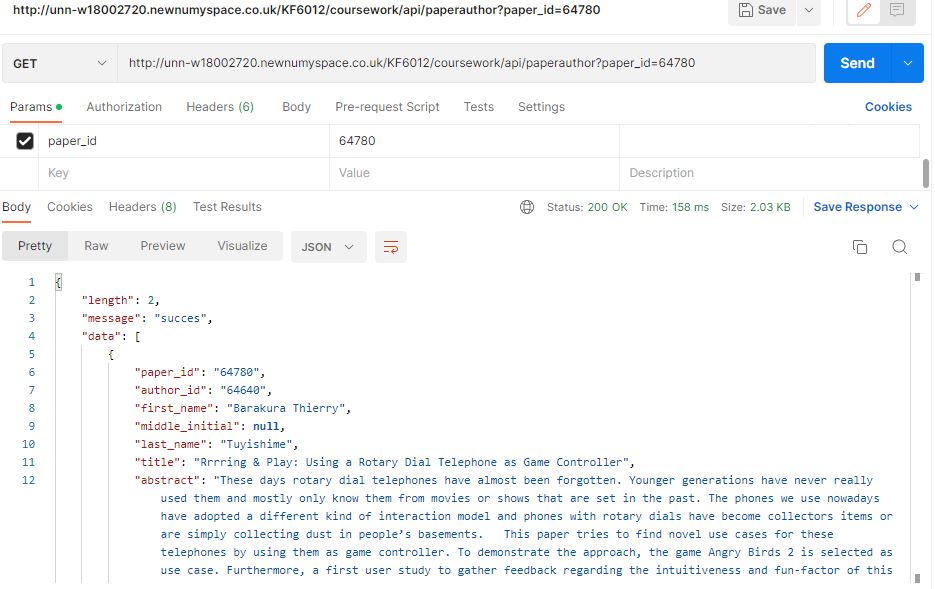 http://unn-w18002720.newnumyspace.co.uk/KF6012/coursework/api/paperauthor?paper_id=64780
Save
GET http://unn-w18002720.newnumyspace.co.uk/KF6012/coursework/api/paperauthor?paper_id=64780 Send
Params Authorization Headers (6) Body Pre-request Script Tests Settings Cookies
paper_id 64780
Key Value Description
Body Cookies Headers (8) Test Results Status: 200 OK Time: 158 ms Size: 2.03 KB Save Response
Pretty Raw Preview Visualize JSON
1 {
2 "length": 2,
3 "message": "succes",
4 "data": [
5 {
6 "paper_id": "64780",
7 "author_id": "64640",
8 "first_name": "Barakura Thierry",
9 "middle_initial": null,
10 "last_name": "Tuyishime",
11 "title": "Rrrring & Play: Using a Rotary Dial Telephone as Game Controller",
12 "abstract": "These days rotary dial telephones have almost been forgotten. Younger generations have never really
used them and mostly only know them from movies or shows that are set in the past. The phones we use nowadays
have adopted a different kind of interaction model and phones with rotary dials have become collectors items or
are simply collecting dust in people’s basements. This paper tries to find novel use cases for these
telephones by using them as game controller. To demonstrate the approach, the game Angry Birds 2 is selected as
use case. Furthermore, a first user study to gather feedback regarding the intuitiveness and fun-factor of this